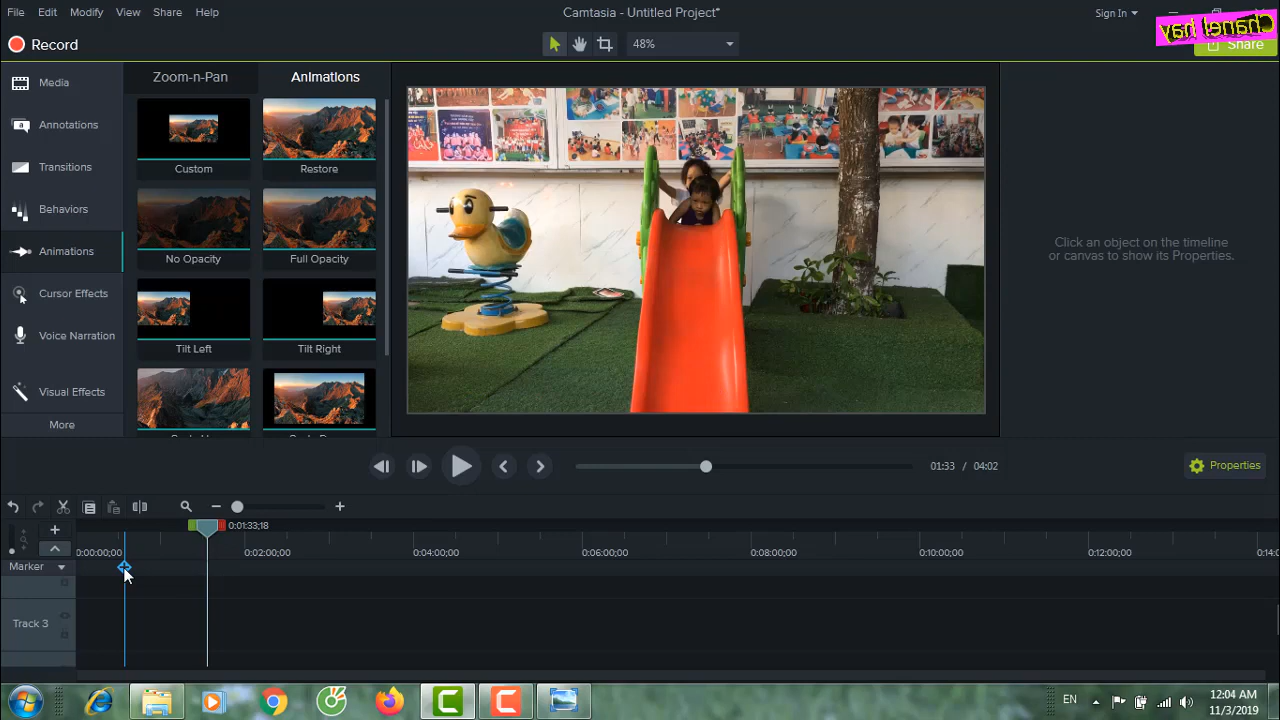 File Edit Modify View Share Help
Camtasia - Untitled Project*
Sign In
Chanel hay
Record
48%
Share
Media
Annotations
Transitions
Behaviors
Animations
Cursor Effects
Voice Narration
Visual Effects
More
Zoom-n-Pan Animations
Custom Restore
No Opacity Full Opacity
Tilt Left Tilt Right
Click an object on the timeline
or canvas to show its Properties.
01:33 / 04:02
Properties
0:01:33;18
0:00:00;00 0:02:00;00 0:04:00;00 0:06:00;00 0:08:00;00 0:10:00;00 0:12:00;00
Marker
Track 3
EN
12:04 AM
11/3/2019